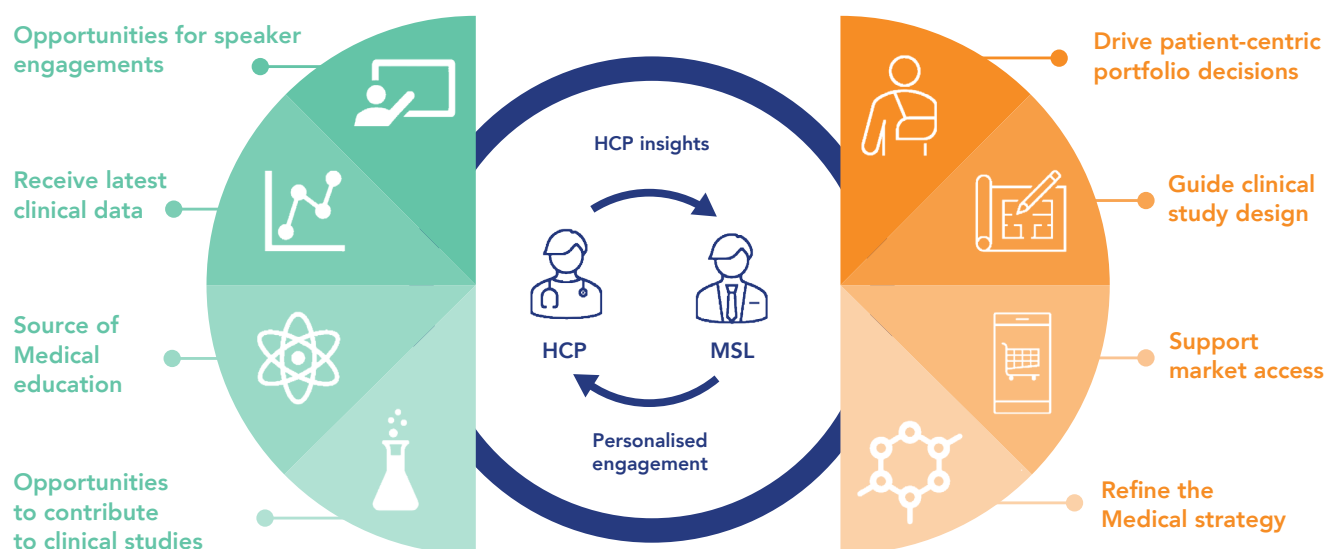 Opportunities for speaker
engagements
Receive latest
clinical data
Source of
Medical
education
Opportunities
to contribute
to clinical studies
HCP insights
HCP
MSL
Personalised
engagement
Drive patient-centric
portfolio decisions
Guide clinical
study design
Support
market access
Refine the
Medical strategy